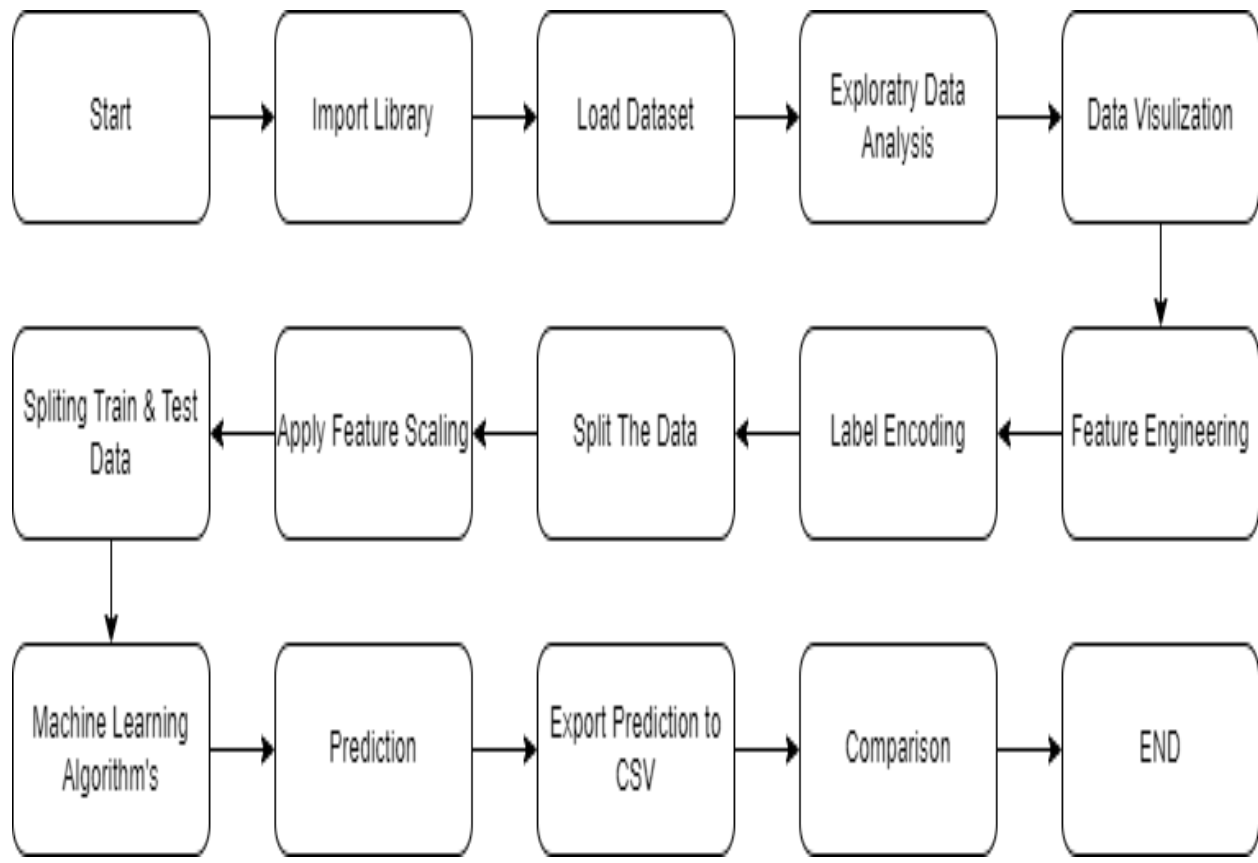 Start
Import Library
Load Dataset
Exploratry Data
Analysis
Data Visulization
Feature Engineering
Label Encoding
Split The Data
Apply Feature Scaling
Spliting Train & Test
Data
Machine Learning
Algorithm's
Prediction
Export Prediction to
CSV
Comparison
END